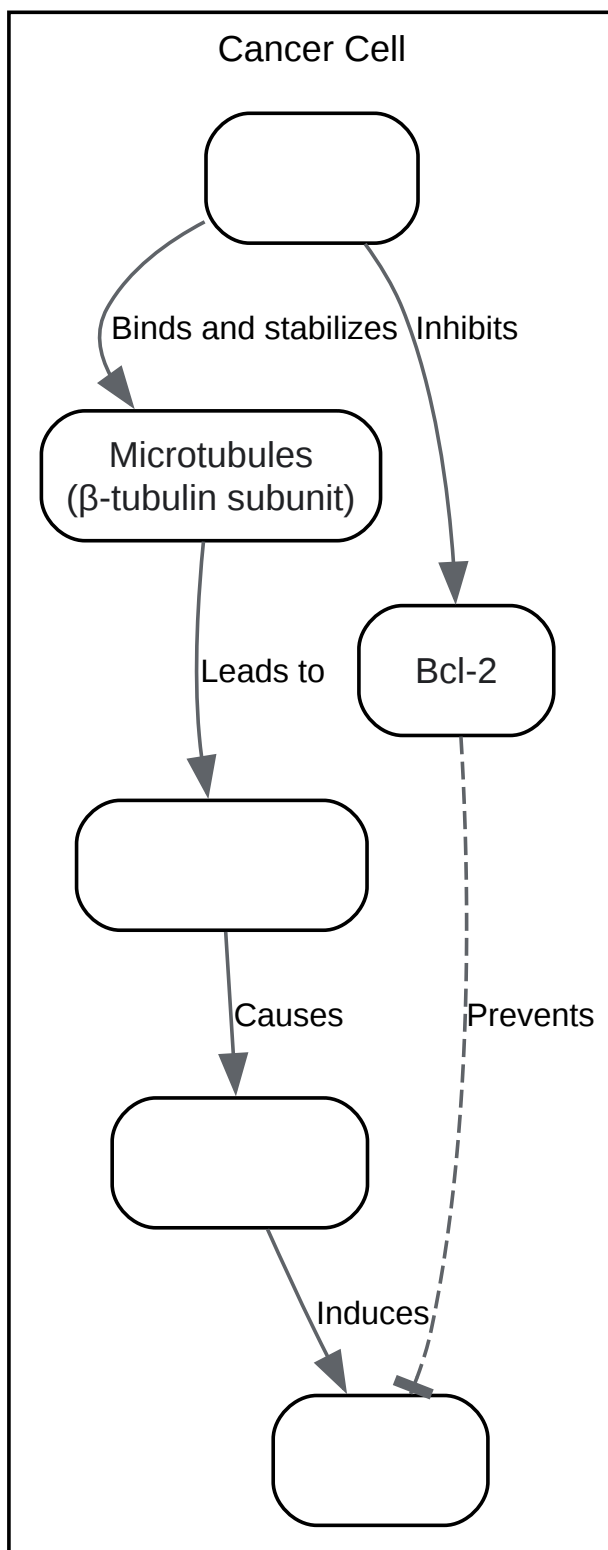 Cancer Cell
Binds and stabilizes
Inhibits
Microtubules
(β-tubulin subunit)
Leads to
Bcl-2
Causes
Prevents
Induces